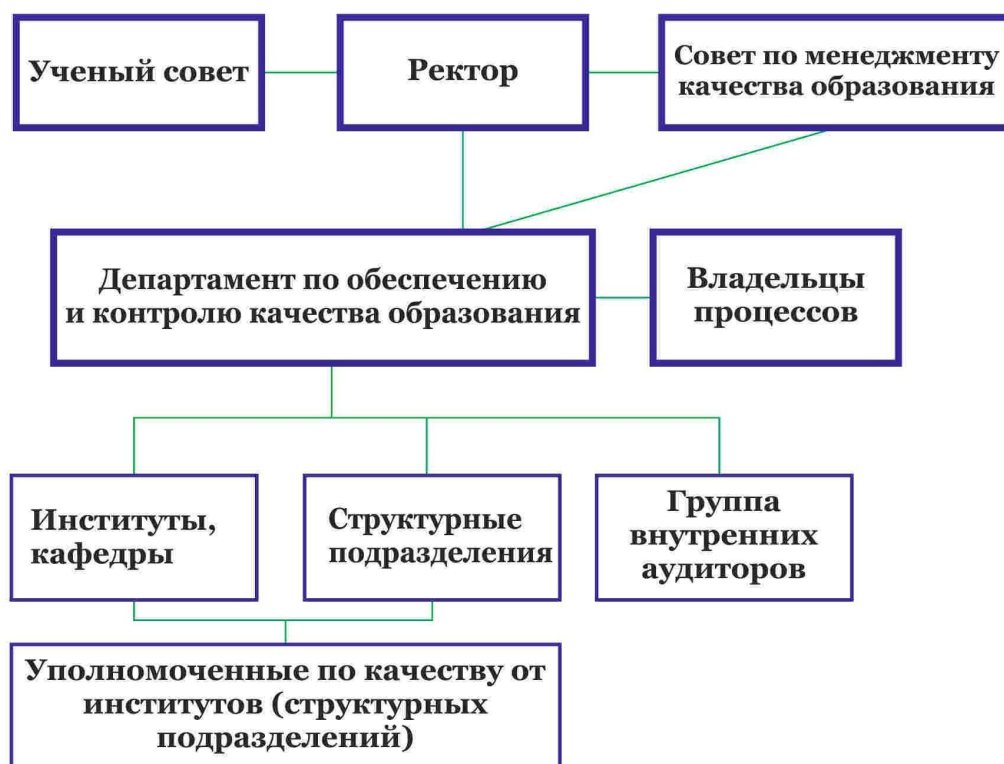 Ученый совет
Ректор
Совет по менеджменту
качества образования
Департамент по обеспечению
и контролю качества образования
Владельцы
процессов
Институты,
кафедры
Структурные
подразделения
Группа
внутренних
аудиторов
Уполномоченные по качеству от
институтов (структурных
подразделений)